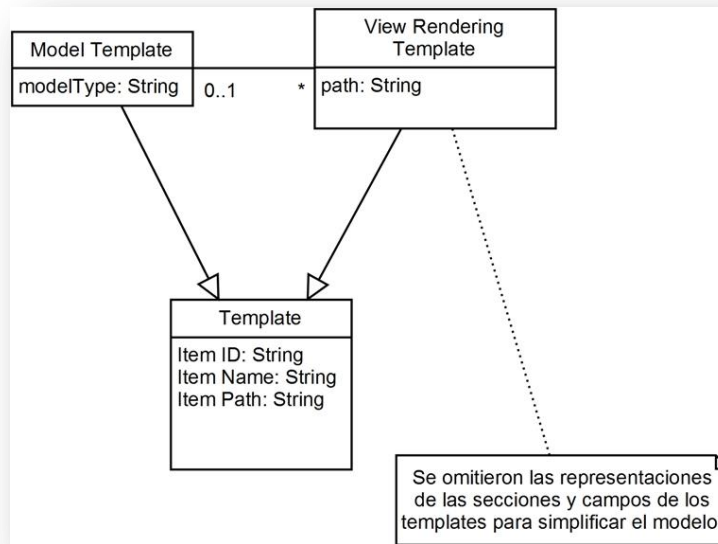 Model Template
modelType: String
0..1
*
View Rendering
Template
path: String
Template
Item ID: String
Item Name: String
Item Path: String
Se omitieron las representaciones
de las secciones y campos de los
templates para simplificar el modelo